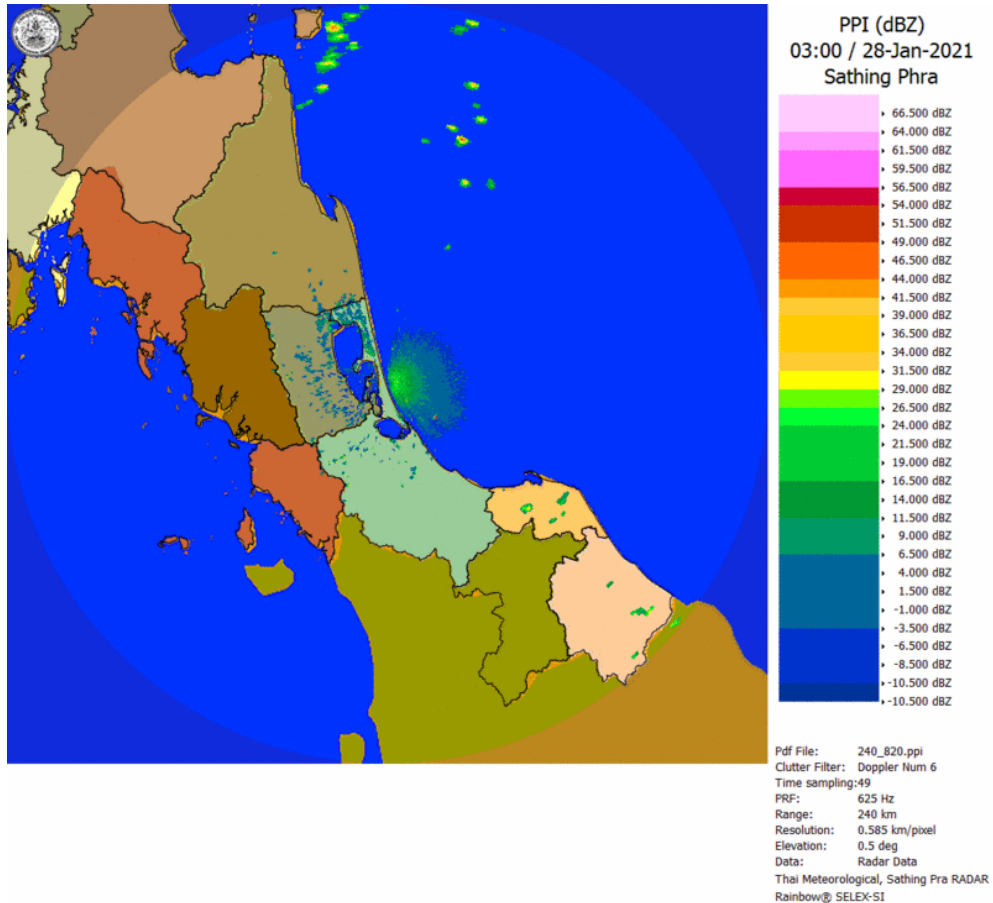 PPI (dBZ)
03:00 / 28-Jan-2021
Sathing Phra
66.500 dBZ
64.000 dBZ
61.500 dBZ
59.500 dBZ
56.500 dBZ
54.000 dBZ
51.500 dBZ
49.000 dBZ
46.500 dBZ
44.000 dBZ
41.500 dBZ
39.000 dBZ
36.500 dBZ
34.000 dBZ
31.500 dBZ
29.000 dBZ
26.500 dBZ
24.000 dBZ
21.500 dBZ
19.000 dBZ
14.000 dBZ
11.500 dBZ
9.000 dBZ
6.500 dBZ
4.000 dBZ
1.500 dBZ
-1.000 dBZ
-3.500 dBZ
-6.500 dBZ
-8.500 dBZ
-10.500 dBZ
-10.500 dBZ
Pdf File: 240_820.ppi
Clutter Filter: Doppler Num 6
Time sampling:49
PRF: 625 Hz
Range: 240 km
Resolution: 0.585 km/pixel
Elevation: 0.5 deg
Data: Radar Data
Thai Meteorological, Sathing Pra RADAR
Rainbow® SELEX-SI